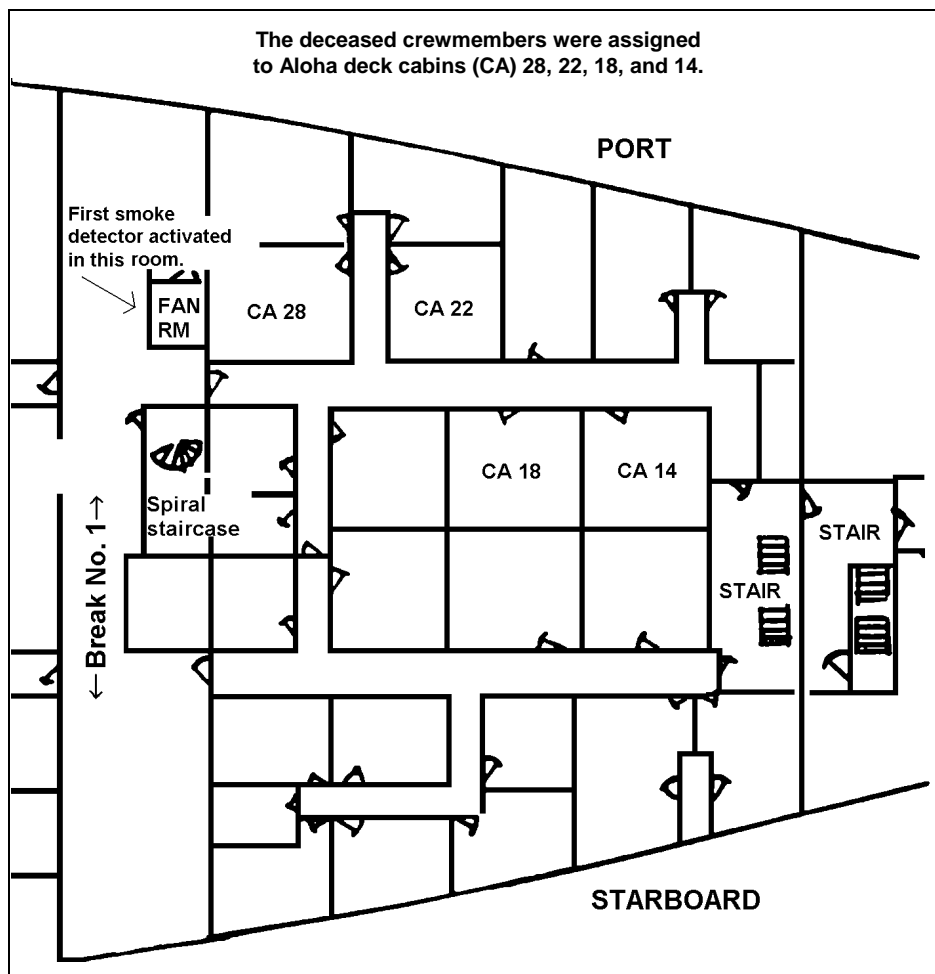 The deceased crewmembers were assigned
to Aloha deck cabins (CA) 28, 22, 18, and 14.
PORT
First smoke
detector activated
in this room.
FAN
RM
CA 28
CA 22
CA 18
CA 14
Spiral
staircase
←Break No. 1→
STAIR
STAIR
STARBOARD